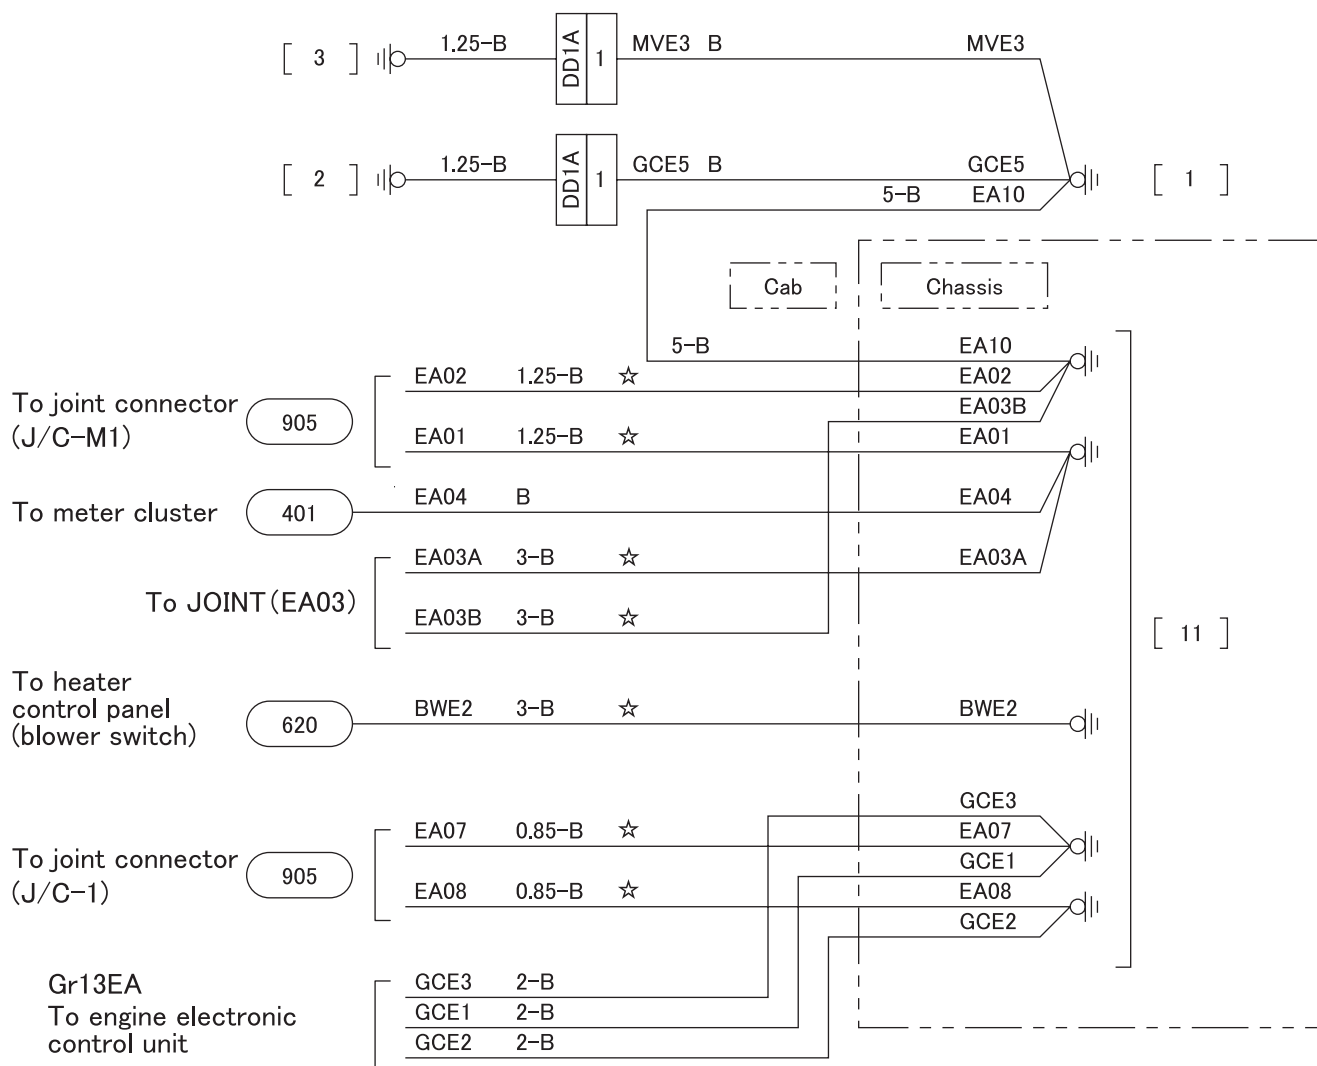 [ 3 ] 1.25-B DD1A 1 MVE3 B MVE3
[ 2 ] 1.25-B DD1A 1 GCE5 B GCE5 [ 1 ]
5-B EA10
Cab Chassis
5-B EA10
EA02 1.25-B ☆ EA02
To joint connector
(J/C-M1)
905
EA03B
EA01 1.25-B ☆ EA01
To meter cluster 401 EA04 B EA04
EA03A 3-B ☆ EA03A
To JOINT(EA03)
EA03B 3-B ☆
[ 11 ]
To heater
control panel
(blower switch)
620 BWE2 3-B ☆ BWE2
GCE3
EA07 0.85-B ☆ EA07
To joint connector
(J/C-1)
905
GCE1
EA08 0.85-B ☆ EA08
GCE2
Gr13EA
To engine electronic
control unit
GCE3 2-B
GCE1 2-B
GCE2 2-B